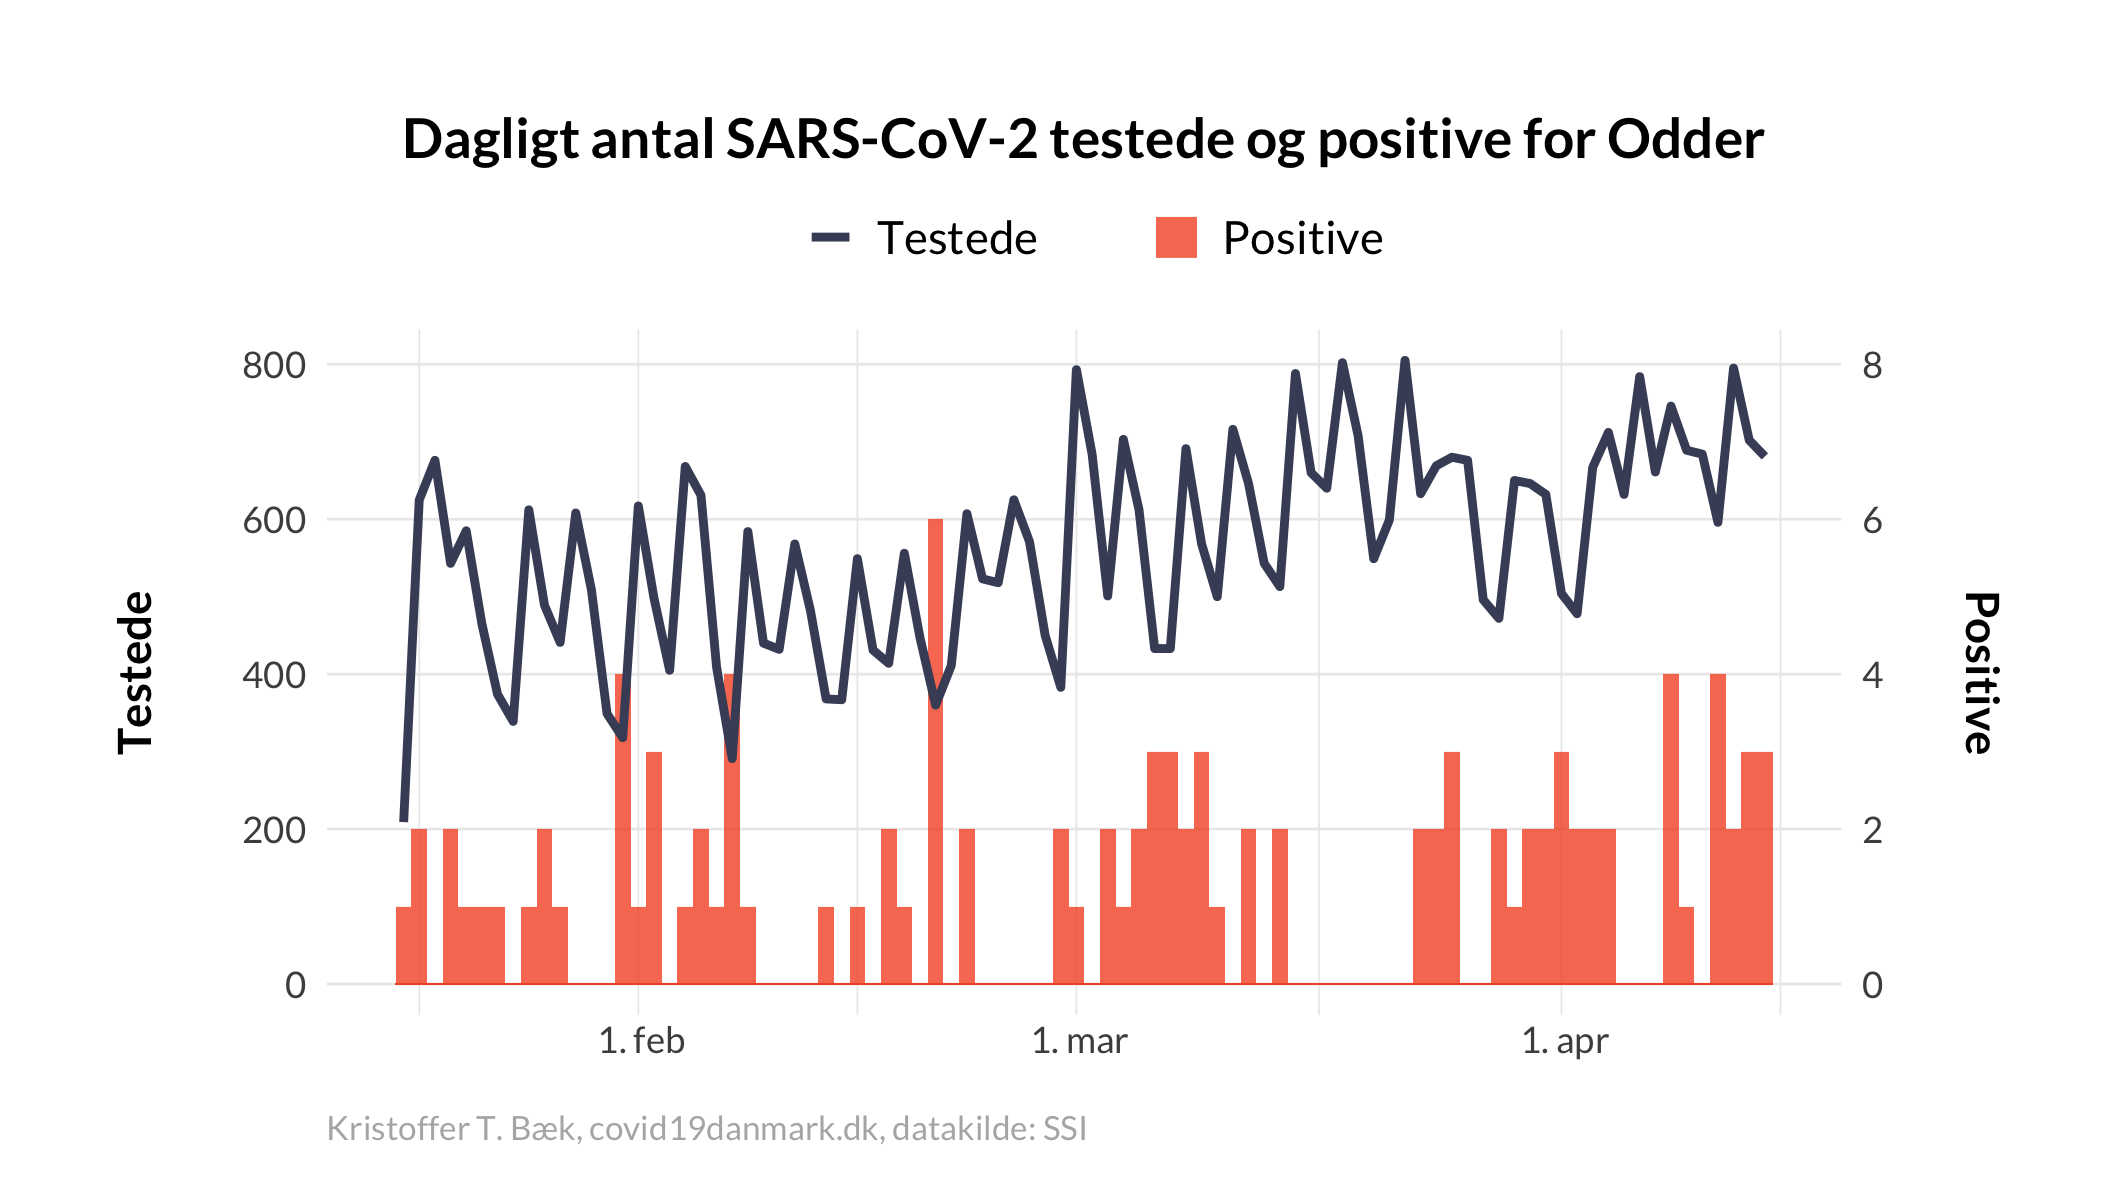 Dagligt antal SARS-CoV-2 testede og positive for Odder
Testede Positive
800 8
600 6
400 4
200 2
0 0
Testede
Positive
1. feb 1. mar 1. apr
Kristoffer T. Bæk, covid19danmark.dk, datakilde: SSI